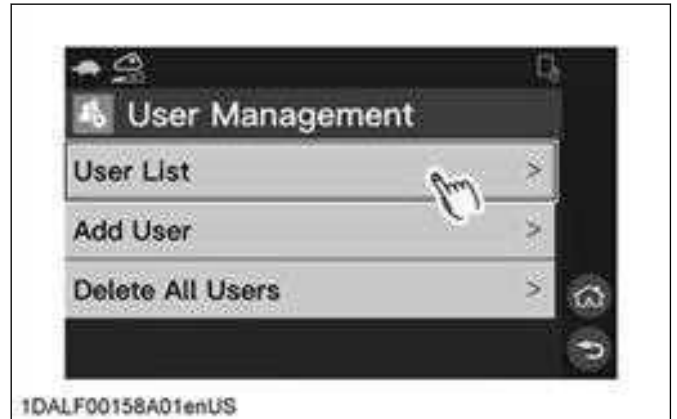 User Management
User List >
Add User >
Delete All Users >
1DALF00158A01enUS